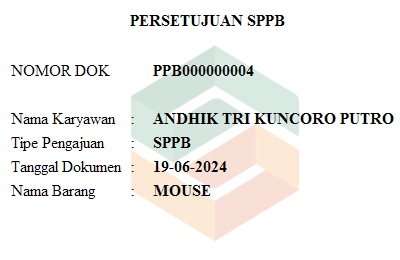 PERSETUJUAN SPPB
NOMOR DOK PPB000000004
Nama Karyawan : ANDHIK TRI KUNCORO PUTRO
Tipe Pengajuan : SPPB
Tanggal Dokumen : 19-06-2024
Nama Barang : MOUSE